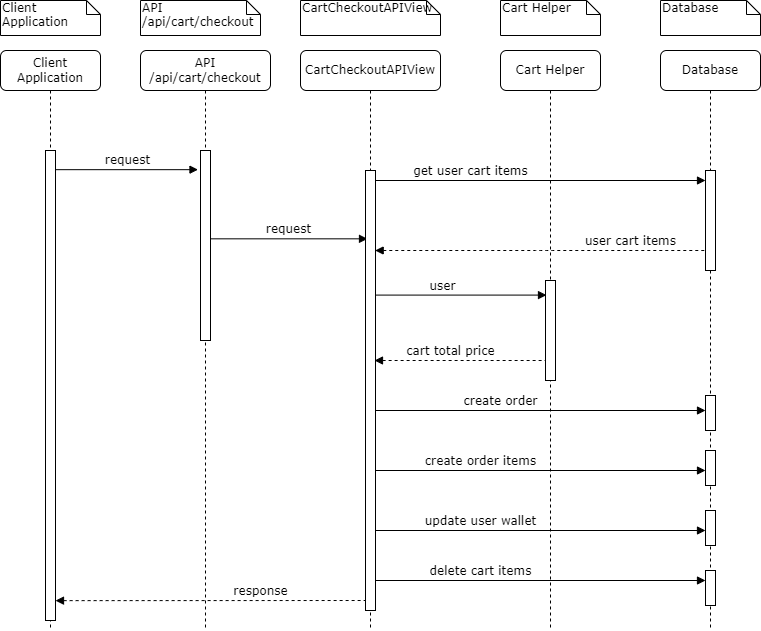 Client
Application
API
/api/cart/checkout
CartCheckoutAPIView
Cart Helper
Database
Client
Application
API
/api/cart/checkout
CartCheckoutAPIView
Cart Helper
Database
request
get user cart items
request
user cart items
user
cart total price
create order
create order items
update user wallet
delete cart items
response